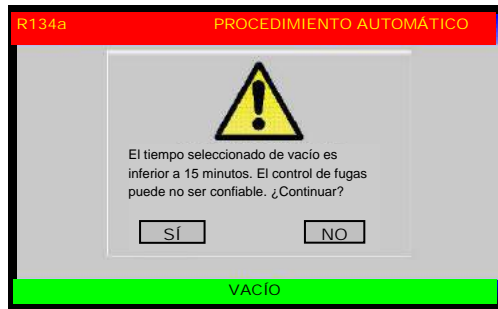 R134a PROCEDIMIENTO AUTOMÁTICO
El tiempo seleccionado de vacío es
inferior a 15 minutos. El control de fugas
puede no ser confiable. ¿Continuar?
SÍ NO
VACÍO